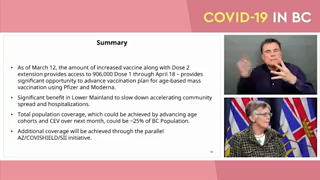 COVID-19 IN BC
Summary
• As of March 12, the amount of increased vaccine along with Dose 2
extension provides access to 906,000 Dose 1 through April 18 – provides
significant opportunity to advance vaccination plan for age-based mass
vaccination using Pfizer and Moderna.
• Significant benefit in Lower Mainland to slow down accelerating community
spread and hospitalizations.
• Total population coverage, which could be achieved by advancing age
cohorts and CEV over next month, could be ~25% of BC Population.
• Additional coverage will be achieved through the parallel
AZ/COVISHIELD/SII initiative.